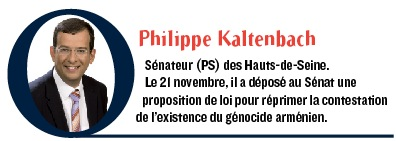 Philippe Kaltenbach
Sénateur (PS) des Hauts-de-Seine.
Le 21 novembre, il a déposé au Sénat une
proposition de loi pour réprimer la contestation
de l'existence du génocide arménien.